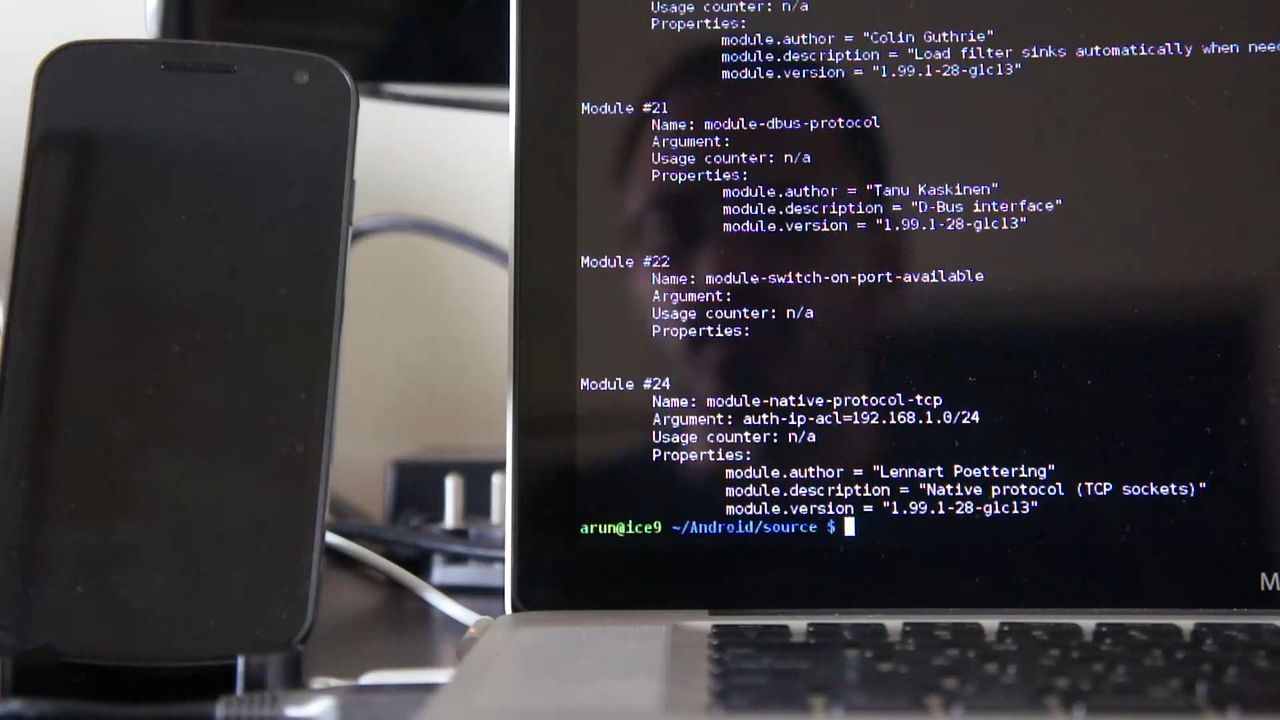 Usage counter: n/a
Properties:
module.author = "Colin Guthrie"
module.description = "Load filter sinks automatically when
module.version = "1.99.1-28-g1c13"
Module #21
Name: module-dbus-protocol
Argument:
Usage counter: n/a
Properties:
module.author = "Tanu Kaskinen"
module.description = "D-Bus interface"
module.version = "1.99.1-28-g1c13"
Module #22
Name: module-switch-on-port-available
Argument:
Usage counter: n/a
Properties:
Module #24
Name: module-native-protocol-tcp
Argument: auth-ip-acl=192.168.1.0/24
Usage counter: n/a
Properties:
module.author = "Lennart Poettering"
module.description = "Native protocol (TCP sockets)"
module.version = "1.99.1-28-g1c13"
arun@ice9 ~/Android/source $